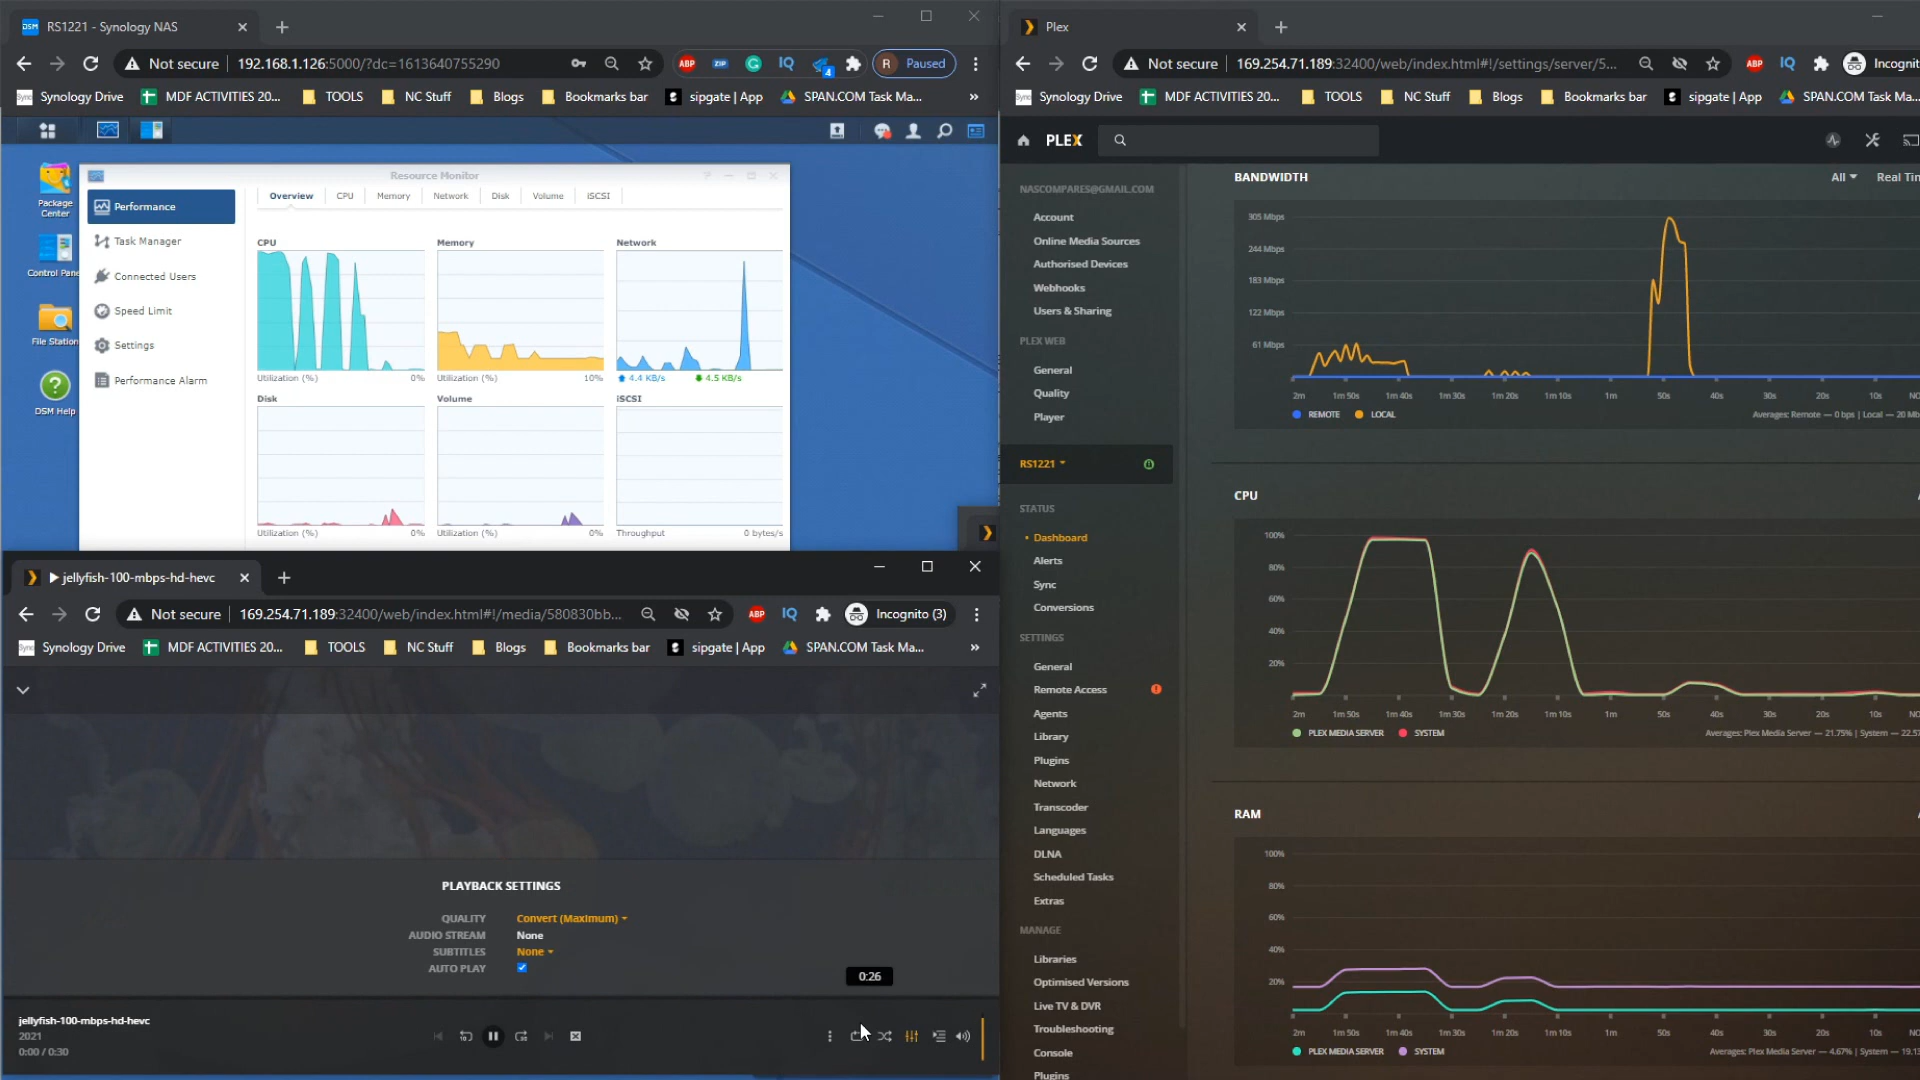 RS1221 - Synology NAS
Not secure
192.168.1.126:5000/?dc=1613640755290
ABP
ZIP
IQ
4
R Paused
Synology Drive
MDF ACTIVITIES 20...
TOOLS
NC Stuff
Blogs
Bookmarks bar
sipgate | App
SPAN.COM Task Ma...
»
Package Center
Control Pane
File Station
DSM Help
Resource Monitor
Performance
Task Manager
Connected Users
Speed Limit
Settings
Performance Alarm
Overview
CPU
Memory
Network
Disk
Volume
iSCSI
CPU
Utilization (%) 0%
Memory
Utilization (%) 10%
Network
4.4 KB/s 4.5 KB/s
Disk
Utilization (%) 0%
Volume
Utilization (%) 0%
iSCSI
Throughput 0 bytes/s
jellyfish-100-mbps-hd-hevc
Not secure
169.254.71.189:32400/web/index.html#!/media/580830bb...
ABP
IQ
Incognito (3)
Synology Drive
MDF ACTIVITIES 20...
TOOLS
NC Stuff
Blogs
Bookmarks bar
sipgate | App
SPAN.COM Task Ma...
»
PLAYBACK SETTINGS
QUALITY Convert (Maximum)
AUDIO STREAM None
SUBTITLES None
AUTO PLAY
0:26
jellyfish-100-mbps-hd-hevc
2021
0:00 / 0:30
Plex
Not secure
169.254.71.189:32400/web/index.html#!/settings/server/5...
ABP
IQ
Incognit
Synology Drive
MDF ACTIVITIES 20...
TOOLS
NC Stuff
Blogs
Bookmarks bar
sipgate | App
SPAN.COM Task Ma...
PLEX
NASCOMPARES@GMAIL.COM
Account
Online Media Sources
Authorised Devices
Webhooks
Users & Sharing
PLEX WEB
General
Quality
Player
RS1221
STATUS
Dashboard
Alerts
Sync
Conversions
SETTINGS
General
Remote Access
Agents
Library
Plugins
Network
Transcoder
Languages
DLNA
Scheduled Tasks
Extras
MANAGE
Libraries
Optimised Versions
Live TV & DVR
Troubleshooting
Console
Plugins
BANDWIDTH
All
Real Tim
305 Mbps
244 Mbps
183 Mbps
122 Mbps
61 Mbps
2m 1m 50s 1m 40s 1m 30s 1m 20s 1m 10s 1m 50s 40s 30s 20s 10s NO
REMOTE LOCAL
Averages: Remote — 0 bps | Local — 20 Mb
CPU
100%
80%
60%
40%
20%
2m 1m 50s 1m 40s 1m 30s 1m 20s 1m 10s 1m 50s 40s 30s 20s 10s NO
PLEX MEDIA SERVER SYSTEM
Averages: Plex Media Server — 21.75% | System — 22.57
RAM
100%
80%
60%
40%
20%
2m 1m 50s 1m 40s 1m 30s 1m 20s 1m 10s 1m 50s 40s 30s 20s 10s NO
PLEX MEDIA SERVER SYSTEM
Averages: Plex Media Server — 4.67% | System — 19.13